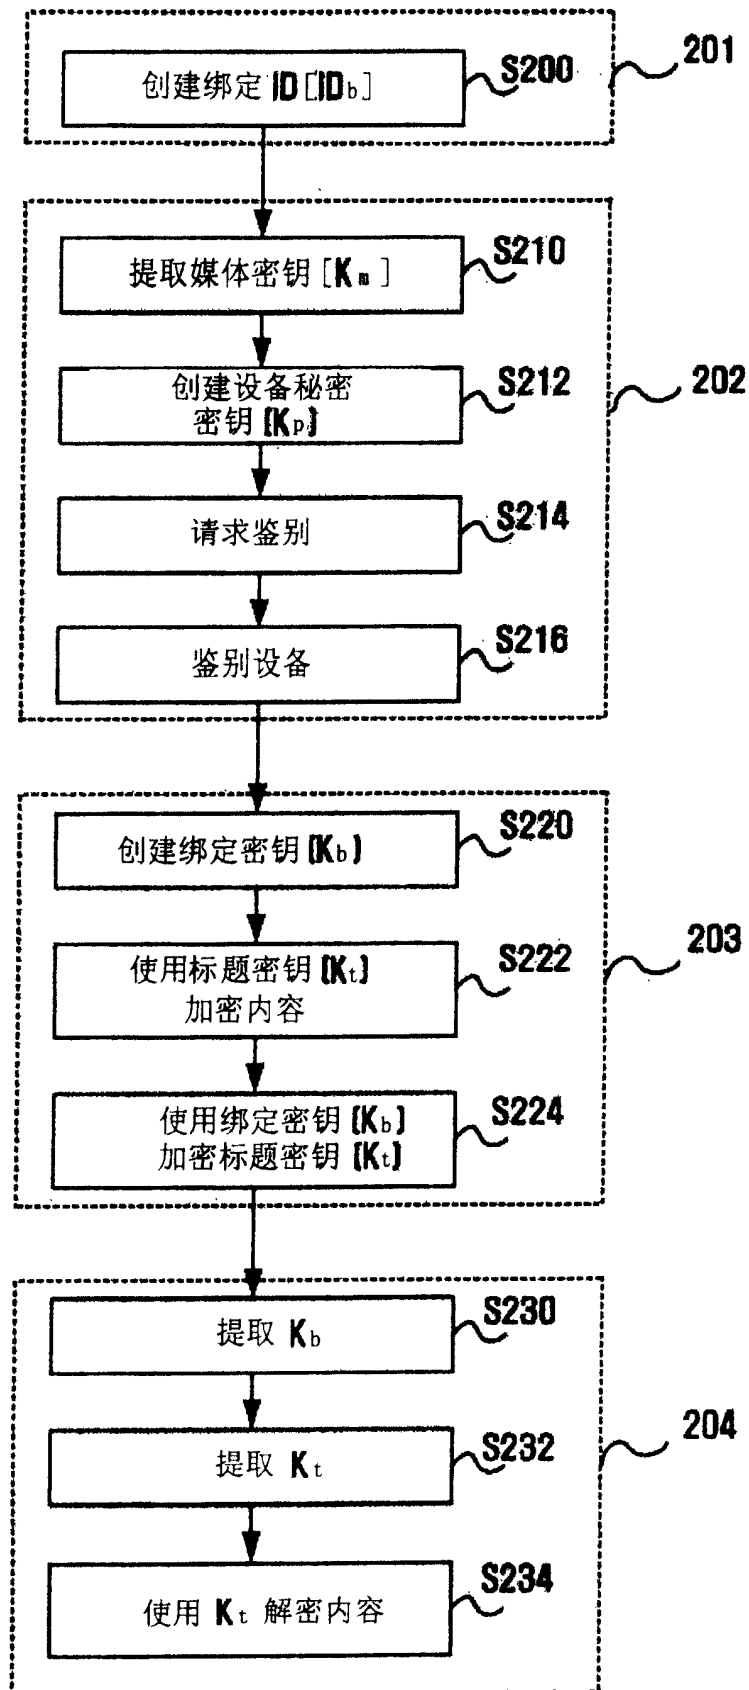 201
S200
创建绑定 ID [IDb]
202
S210
提取媒体密钥 [Km]
S212
创建设备秘密
密钥 [Kp]
S214
请求鉴别
S216
鉴别设备
203
S220
创建绑定密钥 [Kb]
S222
使用标题密钥 [Kt]
加密内容
S224
使用绑定密钥 [Kb]
加密标题密钥 [Kt]
204
S230
提取 Kb
S232
提取 Kt
S234
使用 Kt 解密内容